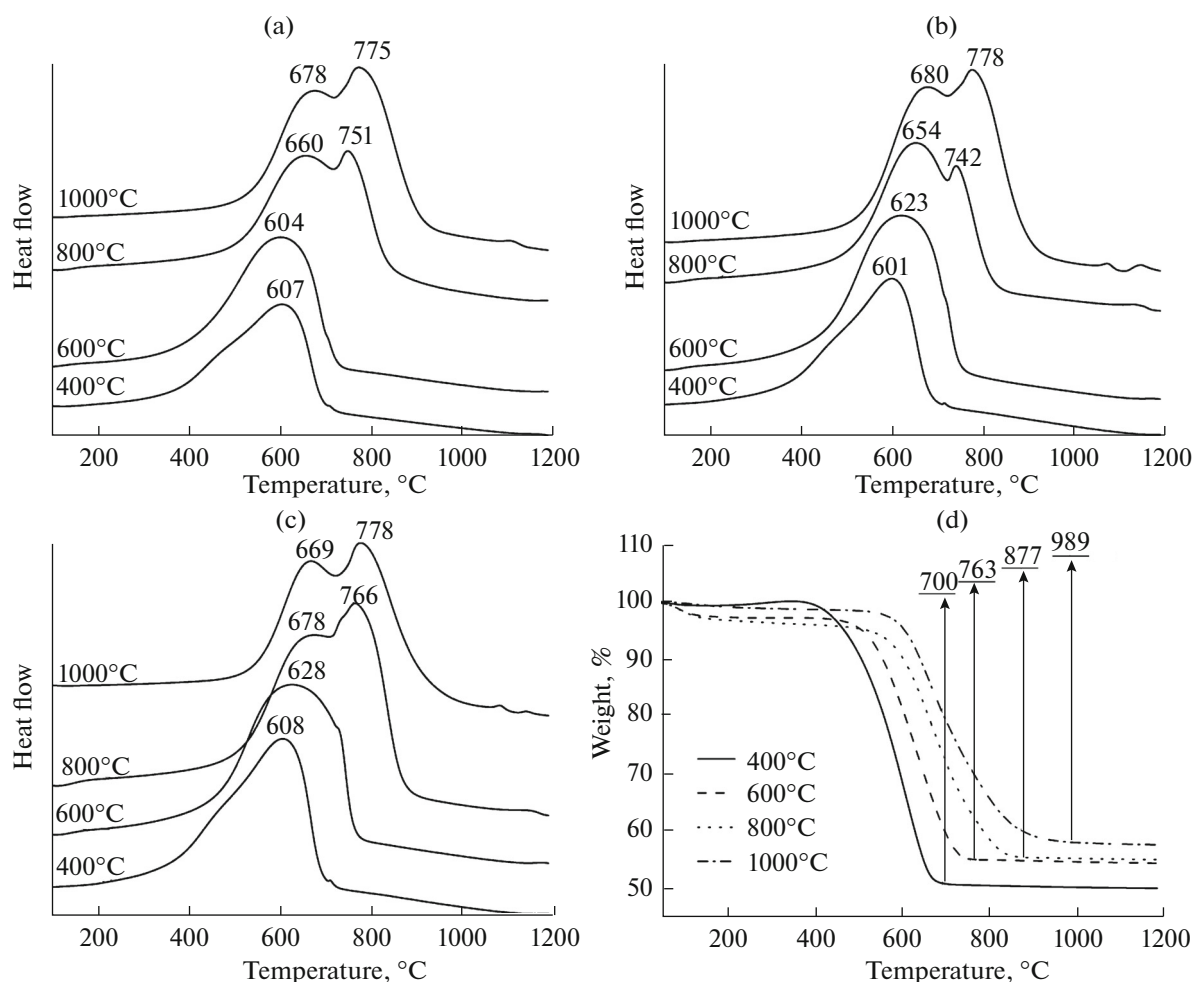 (a)
775
678
751
660
604
607
1000°C
800°C
600°C
400°C
Heat flow
200 400 600 800 1000 1200
Temperature, °C
(b)
778
680
654
742
623
601
1000°C
800°C
600°C
400°C
Heat flow
200 400 600 800 1000 1200
Temperature, °C
(c)
778
669
766
678
628
608
1000°C
800°C
600°C
400°C
Heat flow
200 400 600 800 1000 1200
Temperature, °C
(d)
110
100
90
80
70
60
50
Weight, %
700 763 877 989
400°C
600°C
800°C
1000°C
200 400 600 800 1000 1200
Temperature, °C